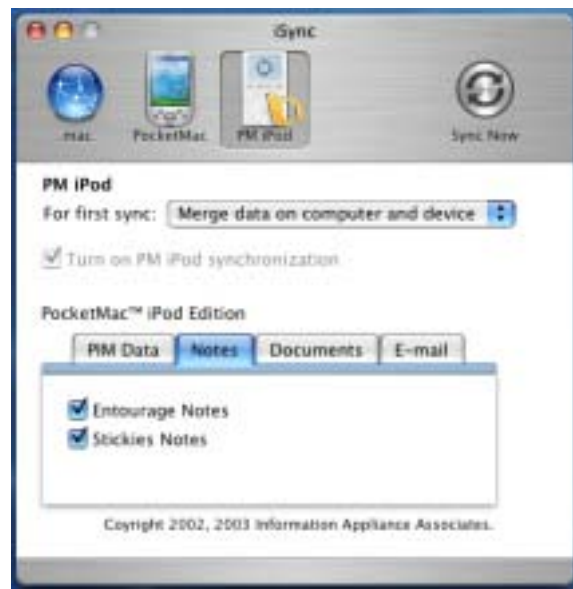 iSync
.mac
PocketMac
PM iPod
Sync Now
PM iPod
For first sync: Merge data on computer and device
Turn on PM iPod synchronization
PocketMac™ iPod Edition
PIM Data Notes Documents E-mail
Entourage Notes
Stickies Notes
Coyright 2002, 2003 Information Appliance Associates.